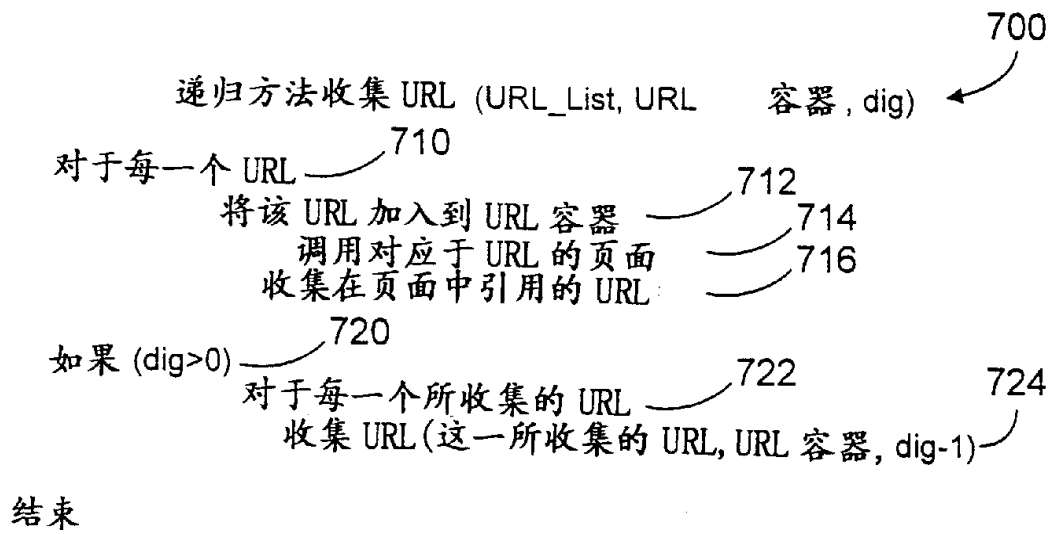 700
递归方法收集 URL (URL_List, URL 容器, dig)
对于每一个 URL 710
将该 URL 加入到 URL 容器 712
调用对应于 URL 的页面 714
收集在页面中引用的 URL 716
如果 (dig>0) 720
对于每一个所收集的 URL 722
收集 URL(这一所收集的 URL, URL 容器, dig-1) 724
结束